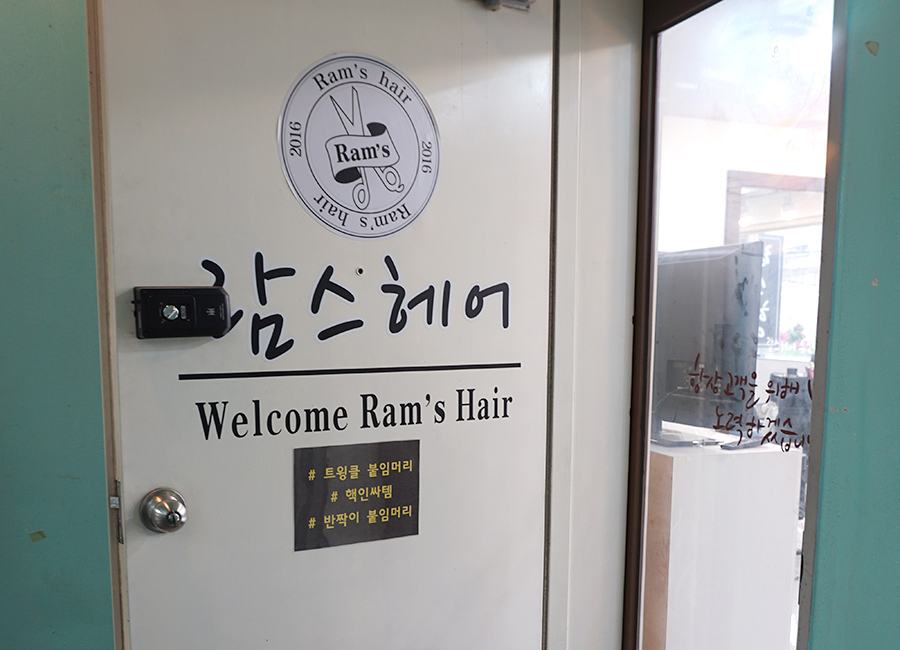 Ram's hair
2016
Ram's
2016
Ram's hair
람스헤어
Welcome Ram's Hair
# 트윙클 붙임머리
# 핵인싸템
# 반짝이 붙임머리
항상 고객을 위해
노력하겠습니